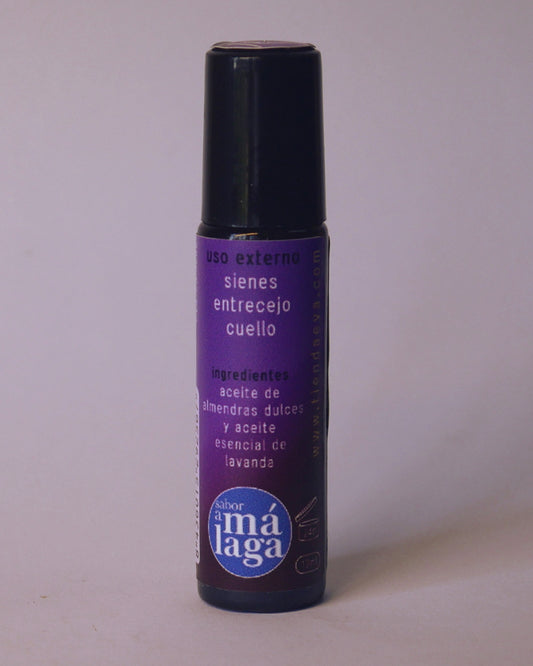 uso externo
sienes
entrecejo
cuello
ingredientes
aceite de
almendras dulces
y aceite
esencial de
lavanda
sabor
a má
laga
www.tiendaeva.com